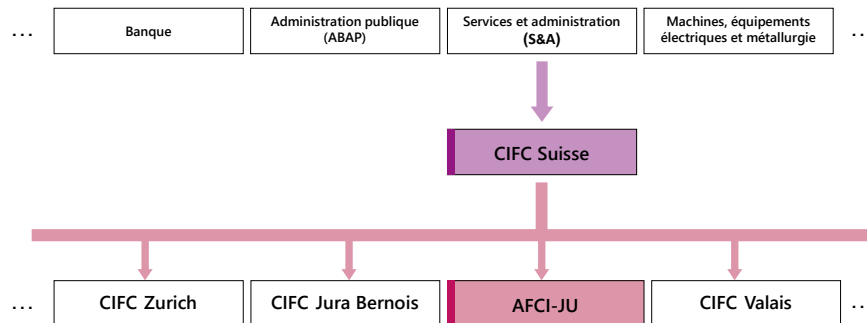 ... Banque Administration publique Services et administration Machines, équipements ...
(ABAP) (S&A) électriques et métallurgie
CIFC Suisse
... CIFC Zurich CIFC Jura Bernois AFCI-JU CIFC Valais ...